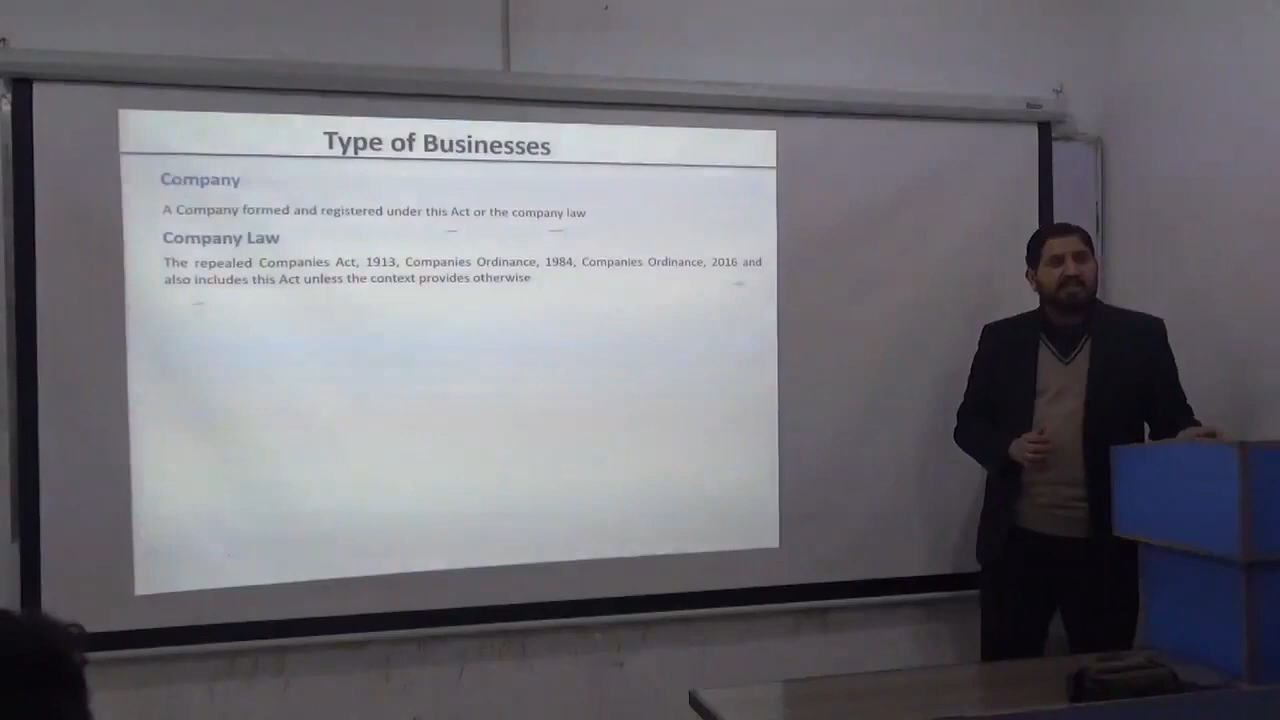 Type of Businesses
Company
A Company formed and registered under this Act or the company law
Company Law
The repealed Companies Act, 1913, Companies Ordinance, 1984, Companies Ordinance, 2016 and
also includes this Act unless the context provides otherwise